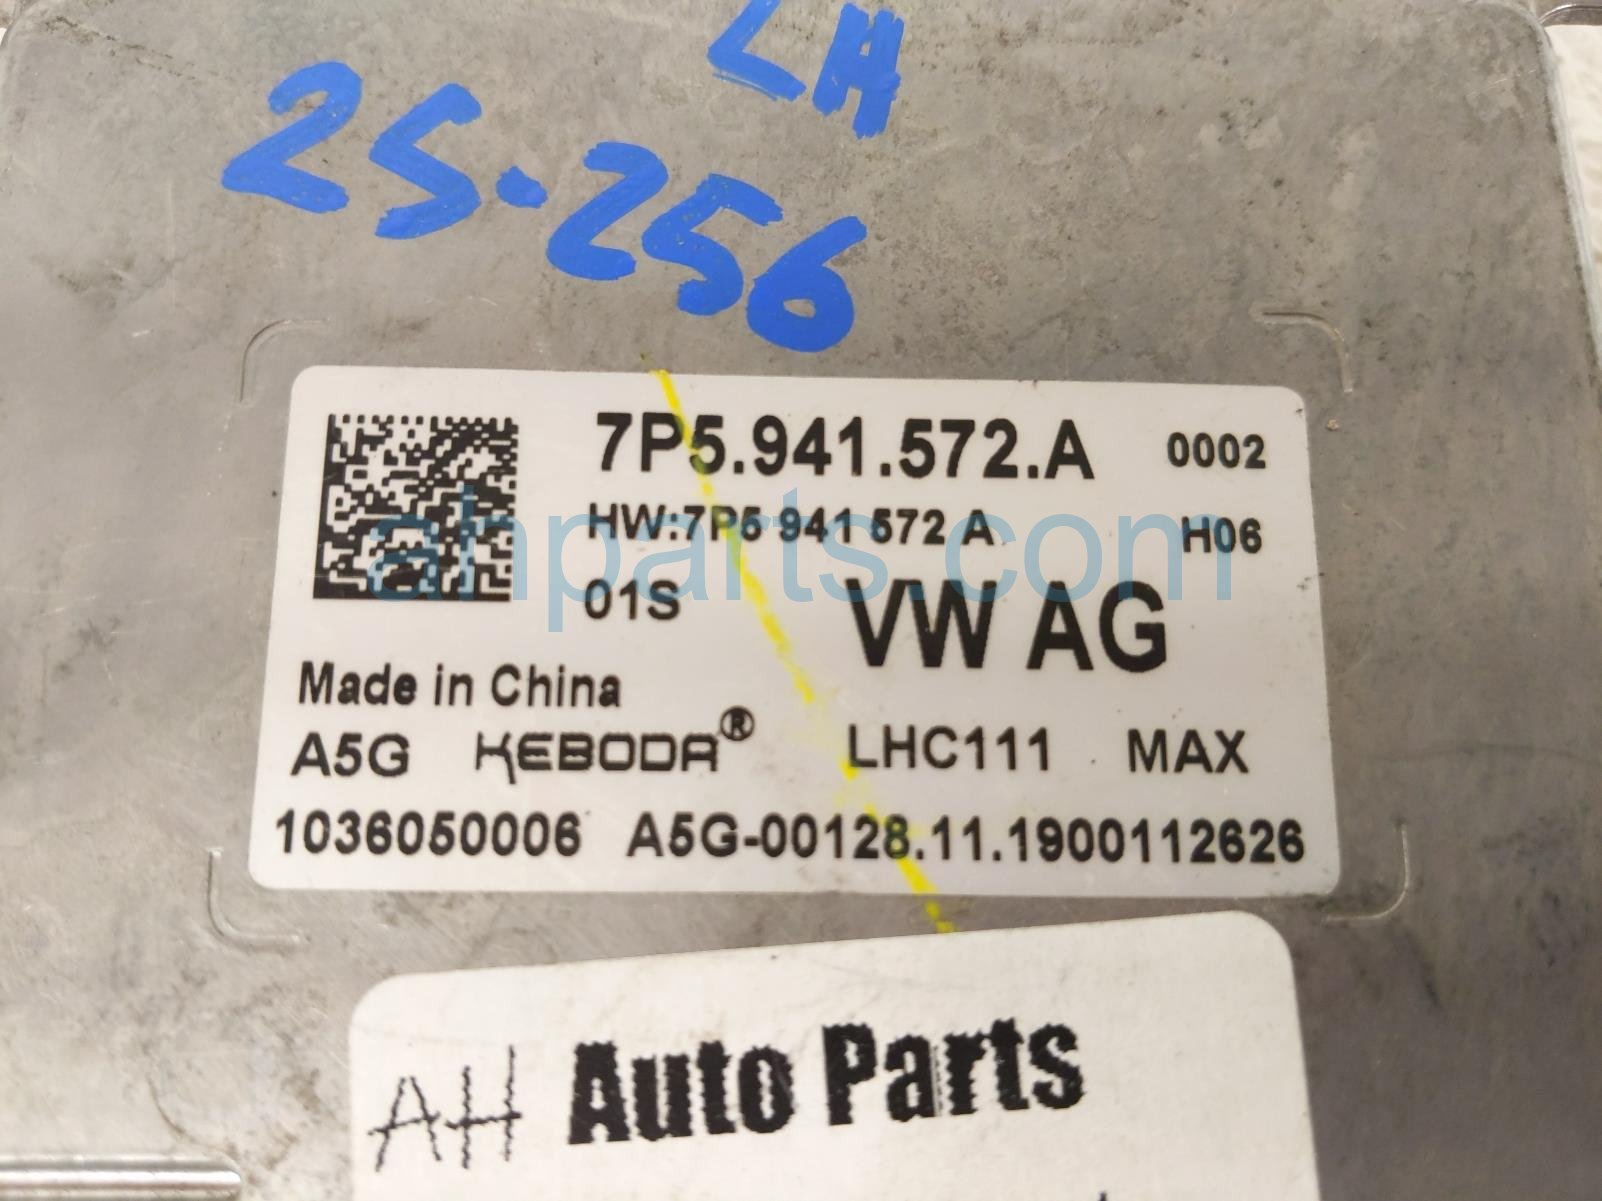 LH
25-256
7P5.941.572.A 0002
HW:7P5 941 572 A H06
01S VW AG
Made in China
A5G KEBODA® LHC111 MAX
1036050006 A5G-00128.11.1900112626
ahparts.com
AH Auto Parts